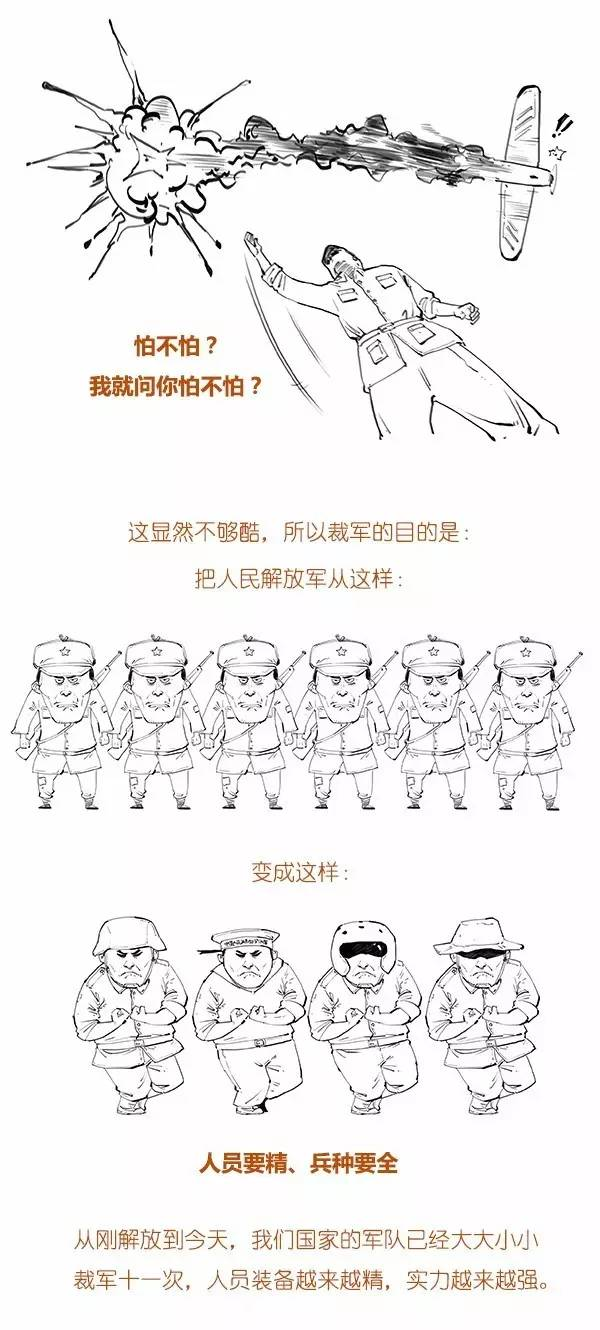 !!
怕不怕？
我就问你怕不怕？
这显然不够酷，所以裁军的目的是：
把人民解放军从这样：
变成这样：
人员要精、兵种要全
从刚解放到今天，我们国家的军队已经大大小小
裁军十一次，人员装备越来越精，实力越来越强。